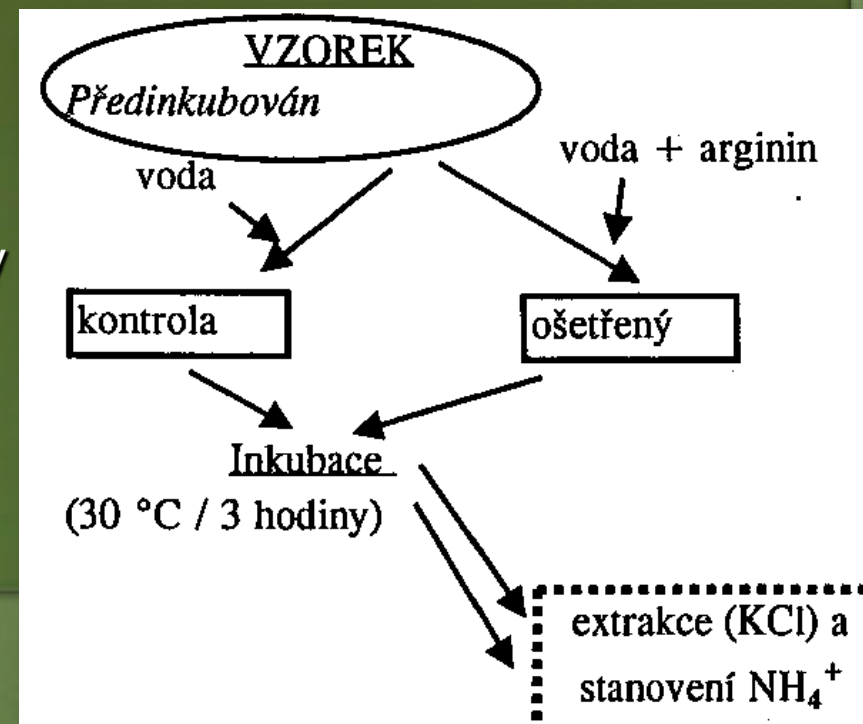 VZOREK
Předinkubován
voda
voda + arginin
kontrola
ošetřený
Inkubace
(30 °C / 3 hodiny)
extrakce (KCl) a
stanovení NH₄⁺